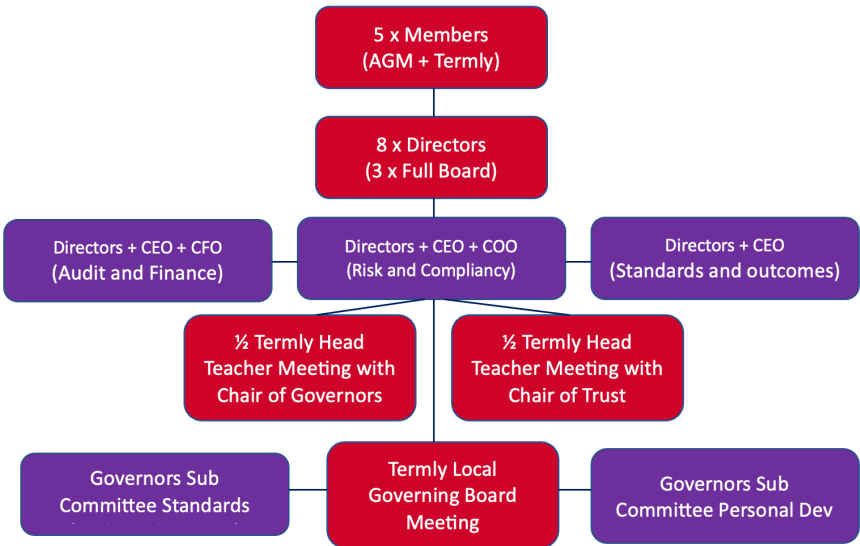 5 x Members
(AGM + Termly)
8 x Directors
(3 x Full Board)
Directors + CEO + CFO
(Audit and Finance)
Directors + CEO + COO
(Risk and Compliancy)
Directors + CEO
(Standards and outcomes)
½ Termly Head
Teacher Meeting with
Chair of Governors
½ Termly Head
Teacher Meeting with
Chair of Trust
Governors Sub
Committee Standards
Termly Local
Governing Board
Meeting
Governors Sub
Committee Personal Dev